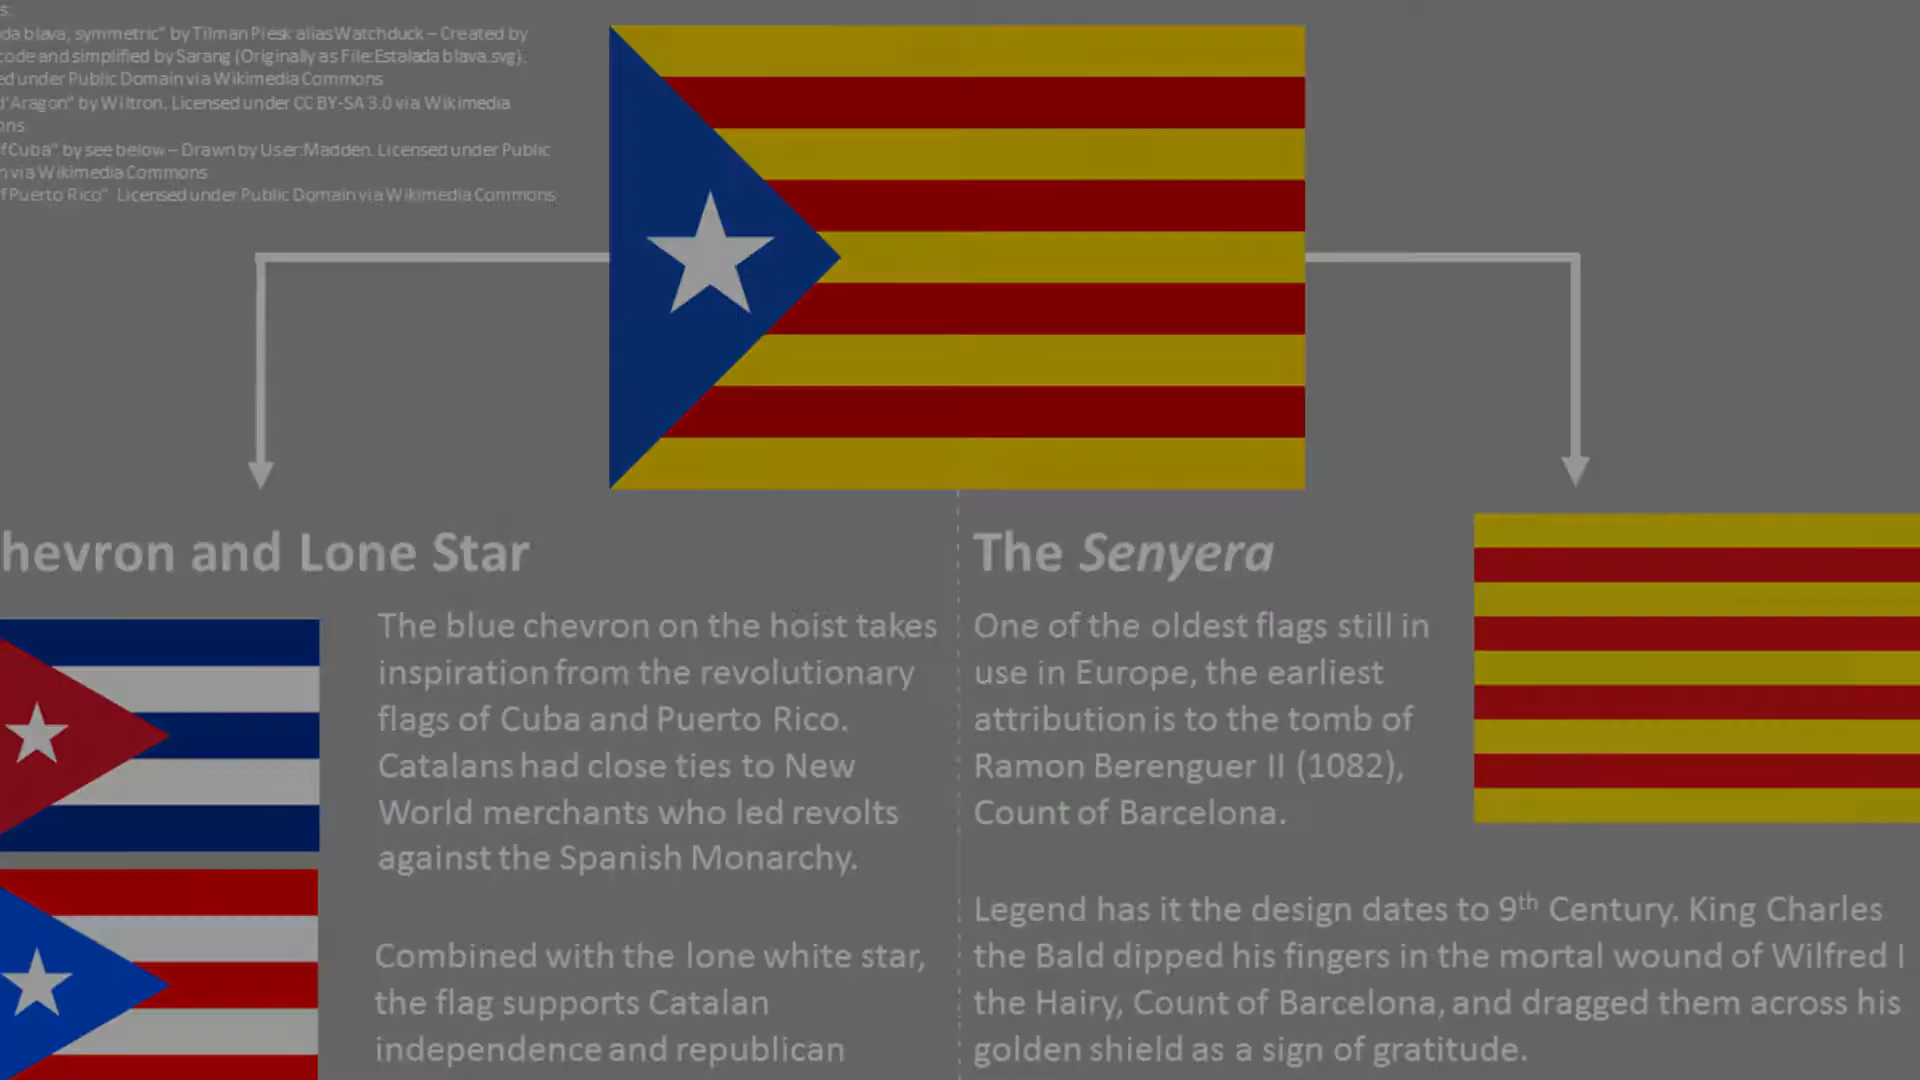 s:
da blava, symmetric" by Tilman Piesk alias Watchduck – Created by
code and simplified by Sarang (Originally as File:Estalada blava.svg).
ed under Public Domain via Wikimedia Commons
d'Aragon" by Wiltron. Licensed under CC BY-SA 3.0 via Wikimedia
ons
f Cuba" by see below – Drawn by User:Madden. Licensed under Public
n via Wikimedia Commons
f Puerto Rico" Licensed under Public Domain via Wikimedia Commons
hevron and Lone Star
The blue chevron on the hoist takes
inspiration from the revolutionary
flags of Cuba and Puerto Rico.
Catalans had close ties to New
World merchants who led revolts
against the Spanish Monarchy.
Combined with the lone white star,
the flag supports Catalan
independence and republican
The Senyera
One of the oldest flags still in
use in Europe, the earliest
attribution is to the tomb of
Ramon Berenguer II (1082),
Count of Barcelona.
Legend has it the design dates to 9th Century. King Charles
the Bald dipped his fingers in the mortal wound of Wilfred I
the Hairy, Count of Barcelona, and dragged them across his
golden shield as a sign of gratitude.